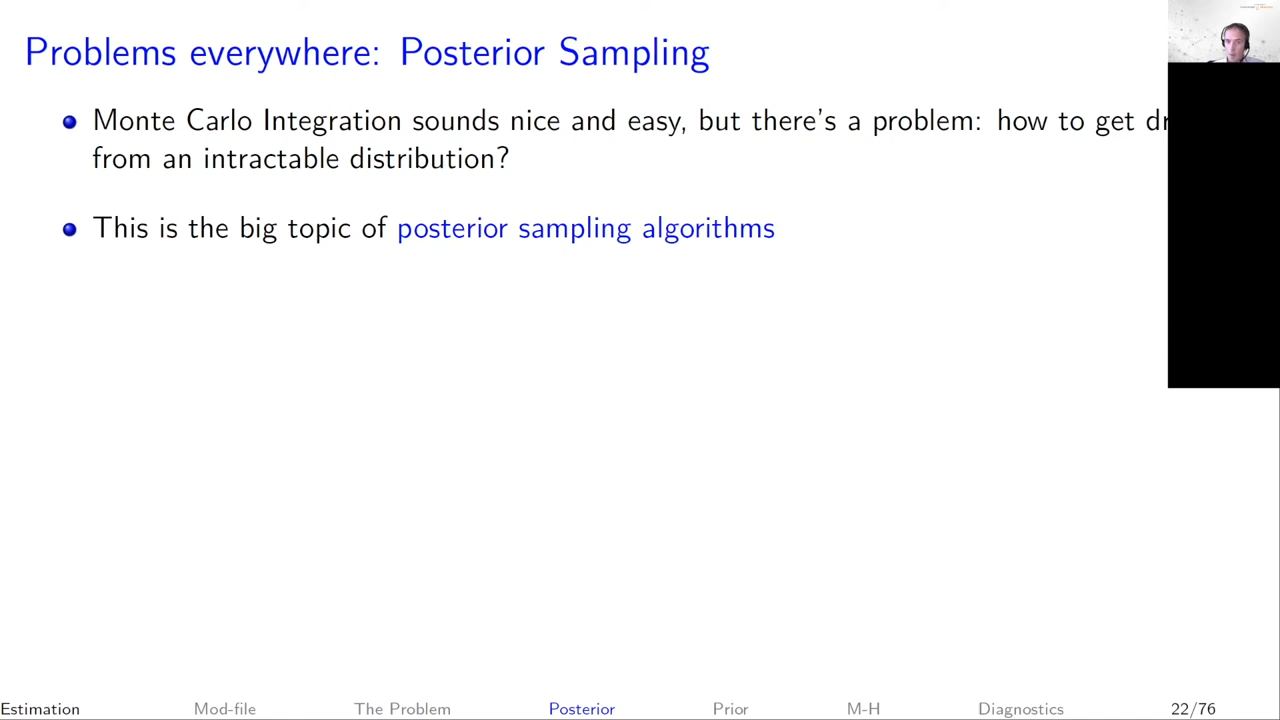 Problems everywhere: Posterior Sampling
Monte Carlo Integration sounds nice and easy, but there's a problem: how to get
from an intractable distribution?
This is the big topic of posterior sampling algorithms
Estimation Mod-file The Problem Posterior Prior M-H Diagnostics 22/76